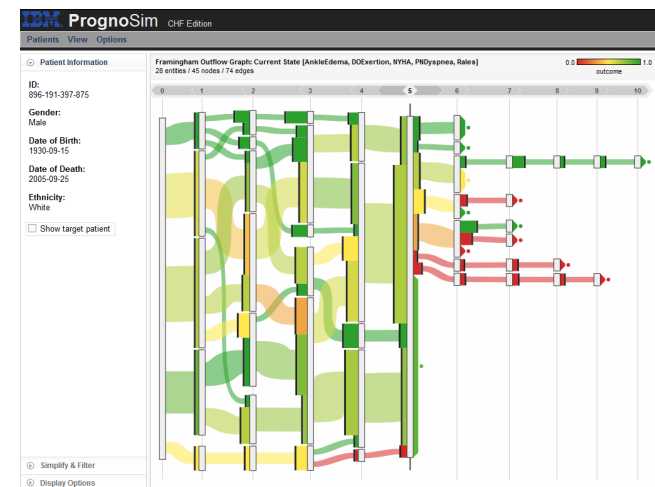 IBM PrognoSim CHF Edition
Patients View Options
Patient Information
ID:
896-191-397-875
Gender:
Male
Date of Birth:
1930-09-15
Date of Death:
2005-09-25
Ethnicity:
White
Show target patient
Simplify & Filter
Display Options
Framingham Outflow Graph: Current State [AnkleEdema, DOExertion, NYHA, PNDyspnea, Rales]
28 entities / 45 nodes / 74 edges
0.0 1.0
outcome
0 1 2 3 4 5 6 7 8 9 10